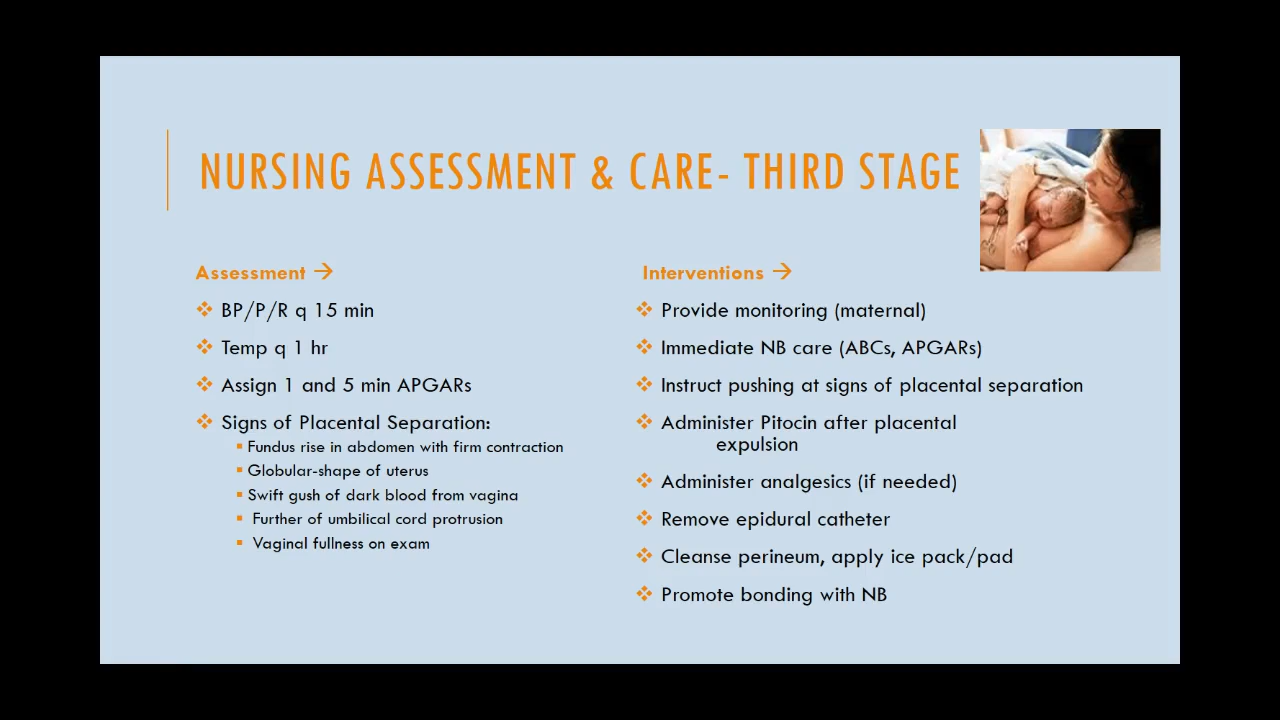 NURSING ASSESSMENT & CARE- THIRD STAGE
Assessment →
BP/P/R q 15 min
Temp q 1 hr
Assign 1 and 5 min APGARs
Signs of Placental Separation:
Fundus rise in abdomen with firm contraction
Globular-shape of uterus
Swift gush of dark blood from vagina
Further of umbilical cord protrusion
Vaginal fullness on exam
Interventions →
Provide monitoring (maternal)
Immediate NB care (ABCs, APGARs)
Instruct pushing at signs of placental separation
Administer Pitocin after placental
expulsion
Administer analgesics (if needed)
Remove epidural catheter
Cleanse perineum, apply ice pack/pad
Promote bonding with NB